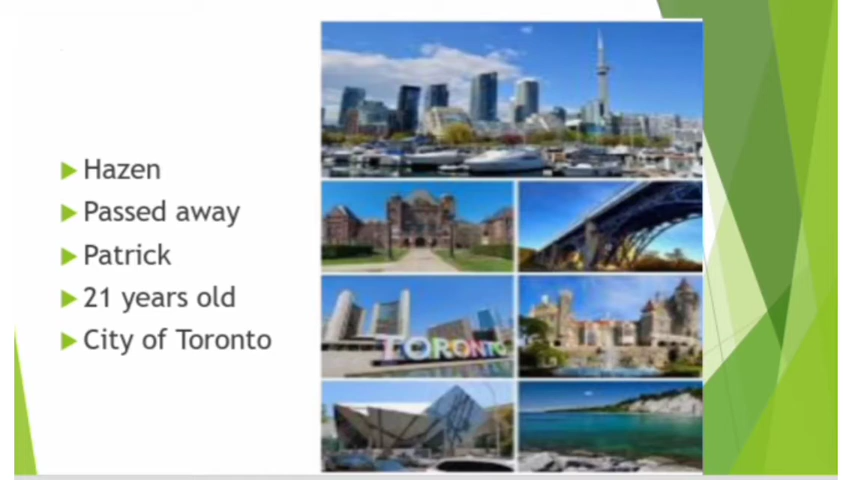 Hazen
Passed away
Patrick
21 years old
City of Toronto
TORONTO